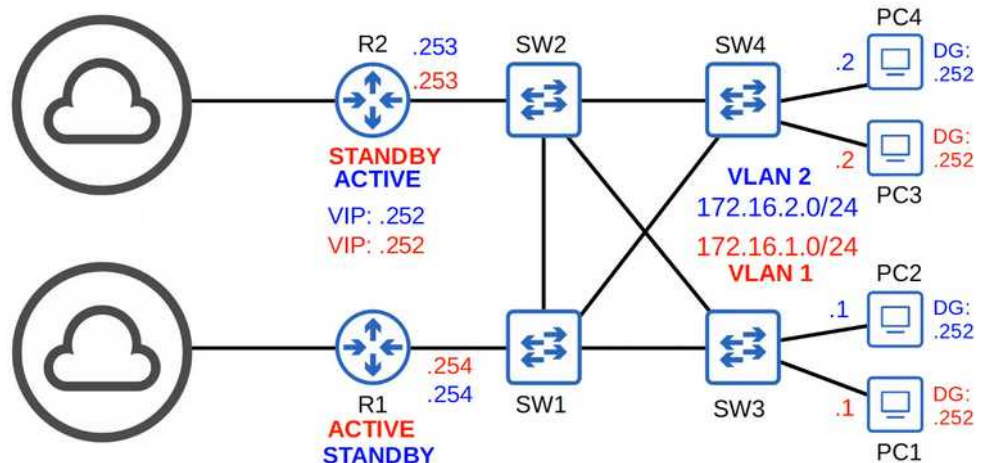 R2
.253
.253
STANDBY
ACTIVE
VIP: .252
VIP: .252
SW2
SW4
PC4
.2
DG:
.252
.2
DG:
.252
PC3
VLAN 2
172.16.2.0/24
172.16.1.0/24
VLAN 1
PC2
.1
DG:
.252
.254
.254
R1
ACTIVE
STANDBY
SW1
SW3
.1
DG:
.252
PC1